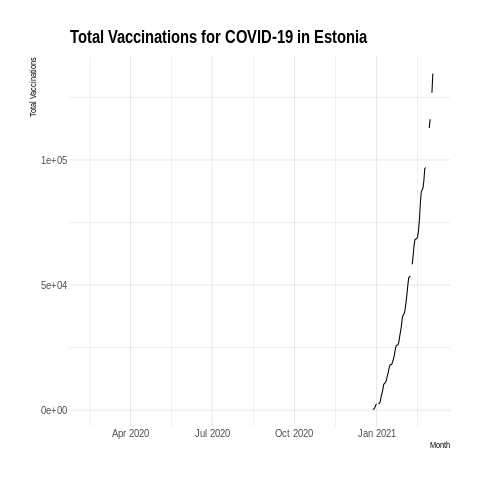 Total Vaccinations for COVID-19 in Estonia
Total Vaccinations
1e+05
5e+04
0e+00
Apr 2020 Jul 2020 Oct 2020 Jan 2021
Month